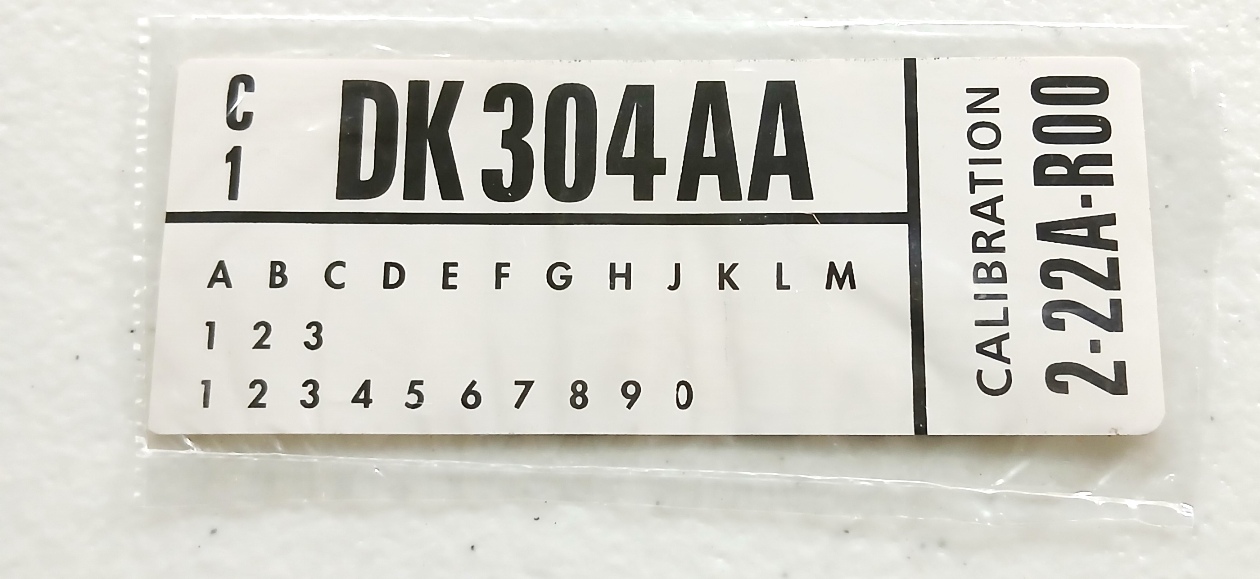 C
1
DK304AA
A B C D E F G H J K L M
1 2 3
1 2 3 4 5 6 7 8 9 0
CALIBRATION
2-22A-R00